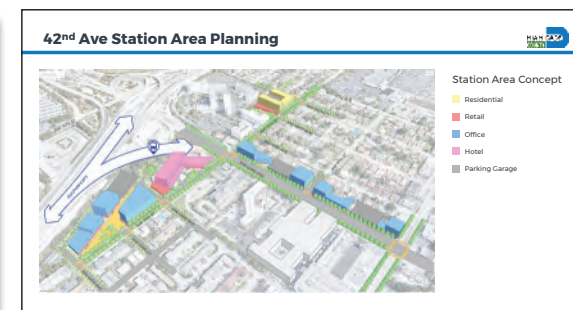 42nd Ave Station Area Planning
Station Area Concept
Residential
Retail
Office
Hotel
Parking Garage